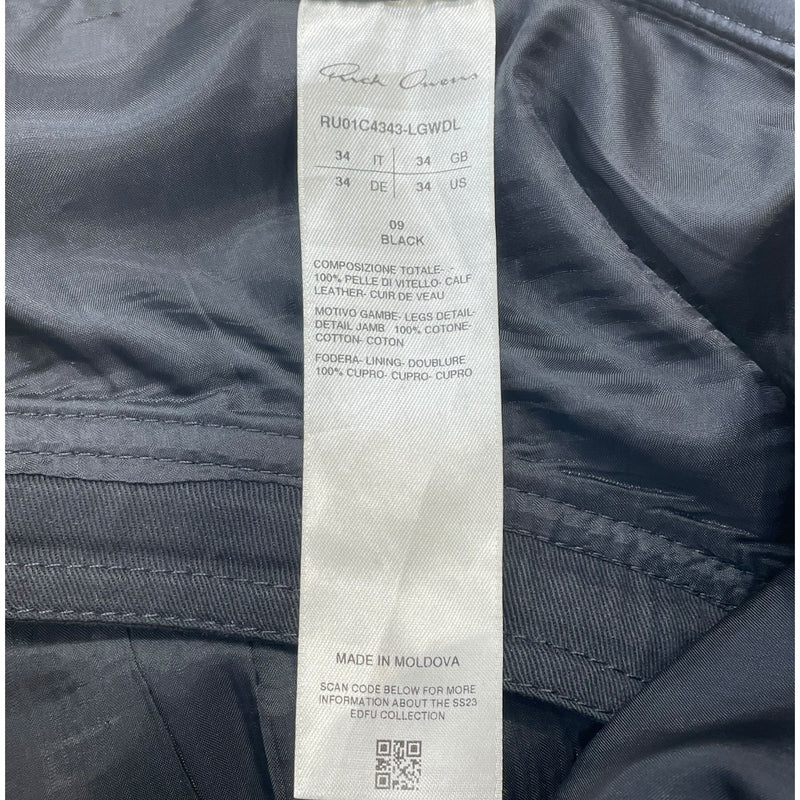 Rick Owens
RU01C4343-LGWDL
34 IT 34 GB
34 DE 34 US
09
BLACK
COMPOSIZIONE TOTALE- -
100% PELLE DI VITELLO- CALF
LEATHER- CUIR DE VEAU
MOTIVO GAMBE- LEGS DETAIL-
DETAIL JAMB 100% COTONE-
COTTON- COTON
FODERA- LINING- DOUBLURE
100% CUPRO- CUPRO- CUPRO
MADE IN MOLDOVA
SCAN CODE BELOW FOR MORE
INFORMATION ABOUT THE SS23
EDFU COLLECTION